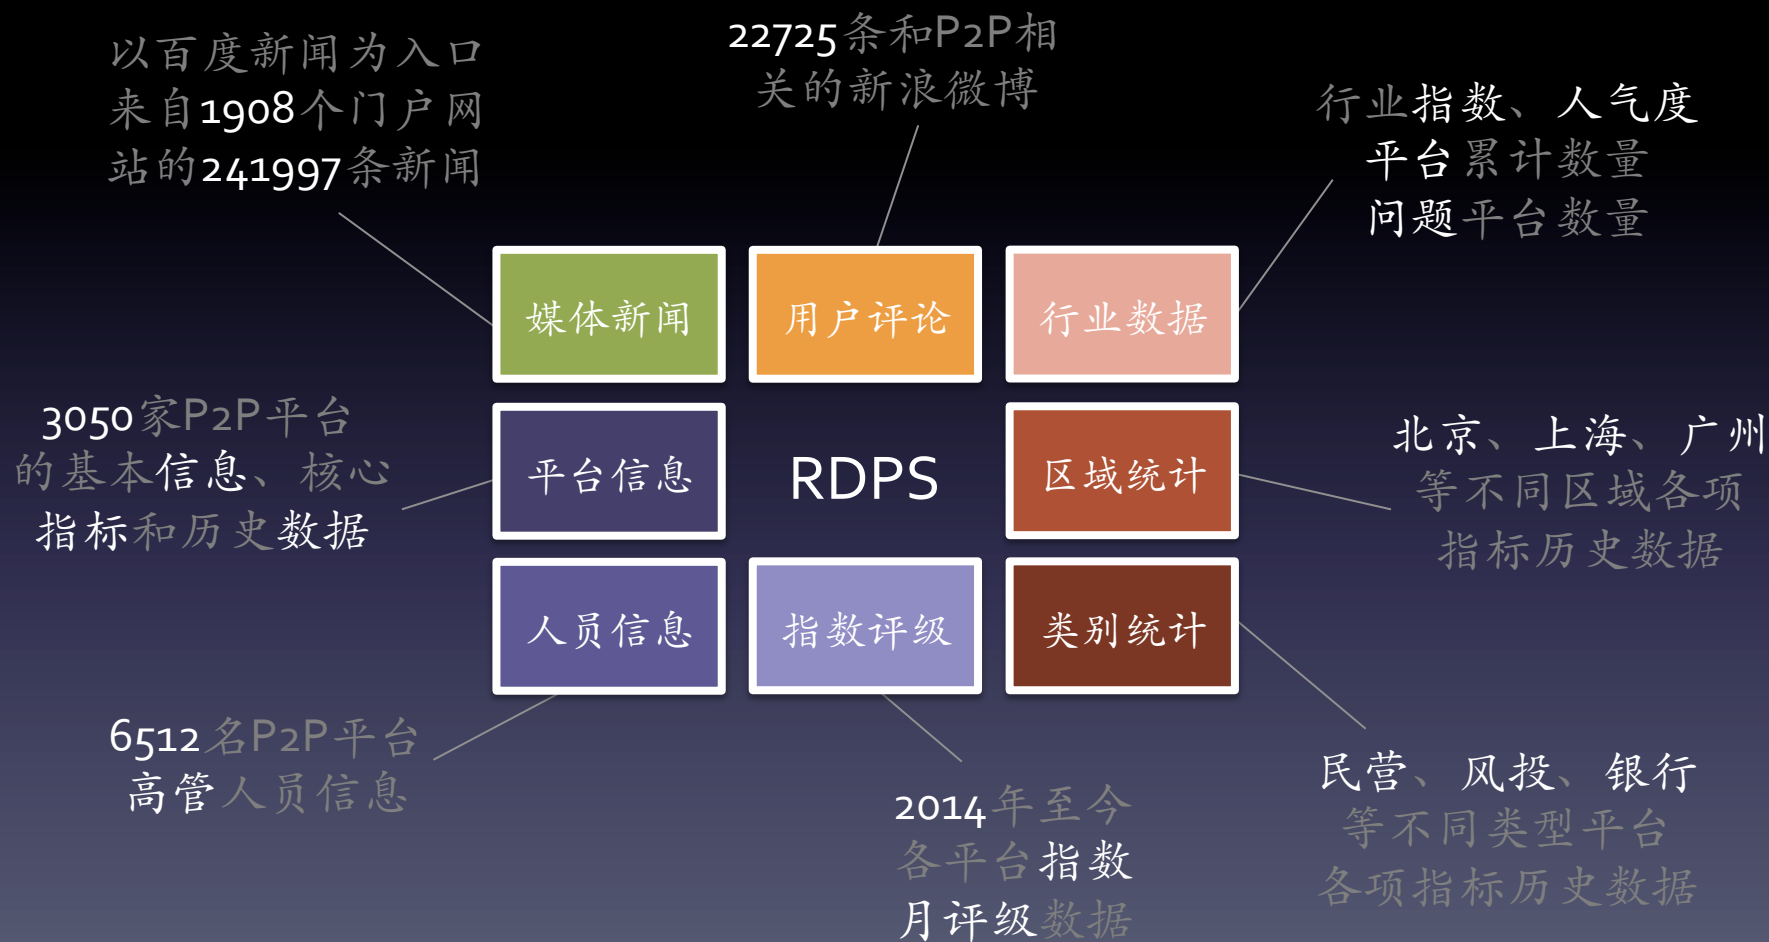 以百度新闻为入口
来自1908个门户网
站的241997条新闻
22725条和P2P相
关的新浪微博
行业指数、人气度
平台累计数量
问题平台数量
媒体新闻
用户评论
行业数据
3050家P2P平台
的基本信息、核心
指标和历史数据
平台信息
RDPS
区域统计
北京、上海、广州
等不同区域各项
指标历史数据
人员信息
指数评级
类别统计
6512名P2P平台
高管人员信息
2014年至今
各平台指数
月评级数据
民营、风投、银行
等不同类型平台
各项指标历史数据